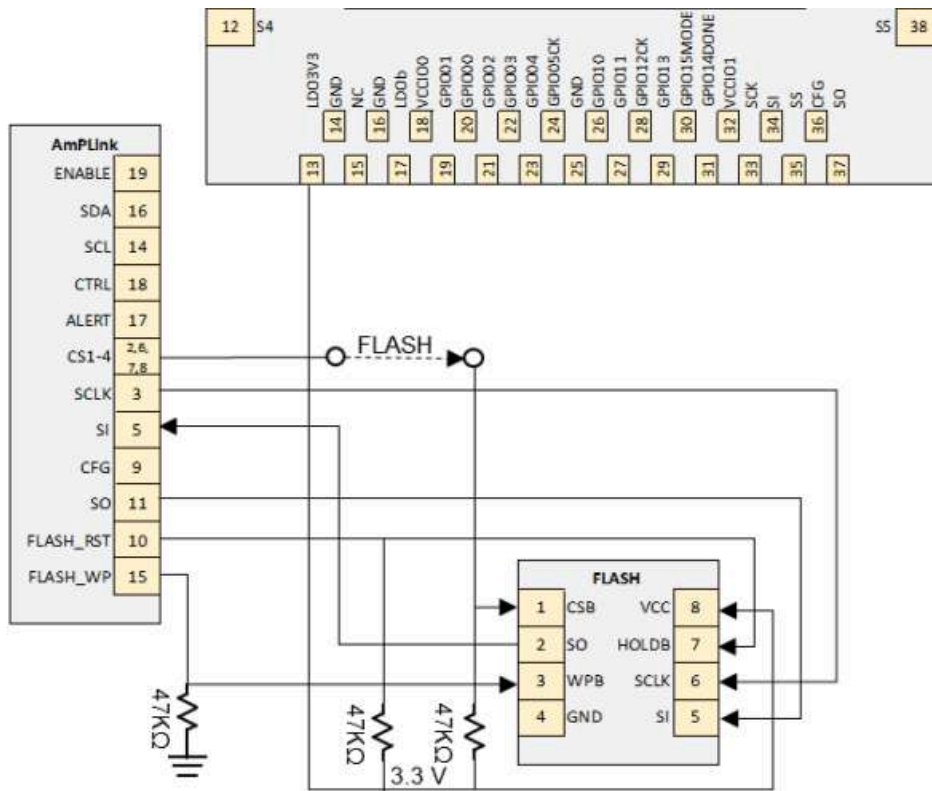 12 S4
S5 38
LDO3V3
GND
NC
GND
LDOb
VCCIO0
GPIO01
GPIO00
GPIO02
GPIO03
GPIO04
GPIO05CK
GND
GPIO10
GPIO11
GPIO12CK
GPIO13
GPIO15MODE
GPIO14DONE
VCCIO1
SCK
SI
SS
CFG
SO
14 16 18 20 22 24 26 28 30 32 34 36
13 15 17 19 21 23 25 27 29 31 33 35 37
AmPLink
ENABLE 19
SDA 16
SCL 14
CTRL 18
ALERT 17
CS1-4 2,6,
7,8
SCLK 3
SI 5
CFG 9
SO 11
FLASH_RST 10
FLASH_WP 15
FLASH
FLASH
1 CSB VCC 8
2 SO HOLDB 7
3 WPB SCLK 6
4 GND SI 5
47KΩ
47KΩ
47KΩ
3.3 V